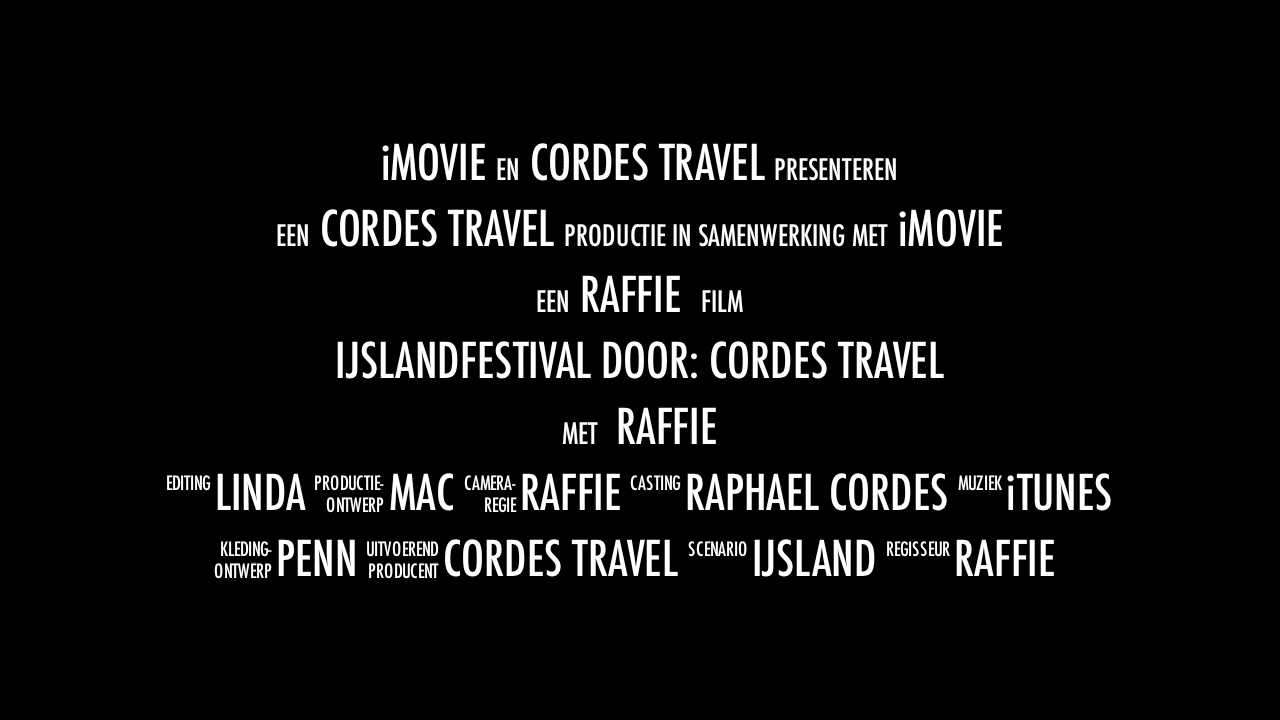 iMOVIE EN CORDES TRAVEL PRESENTEREN
EEN CORDES TRAVEL PRODUCTIE IN SAMENWERKING MET iMOVIE
EEN RAFFIE FILM
IJSLANDFESTIVAL DOOR: CORDES TRAVEL
MET RAFFIE
EDITING LINDA PRODUCTIE-ONTWERP MAC CAMERA-REGIE RAFFIE CASTING RAPHAEL CORDES MUZIEK iTUNES
KLEDING-ONTWERP PENN UITVOEREND PRODUCENT CORDES TRAVEL SCENARIO IJSLAND REGISSEUR RAFFIE